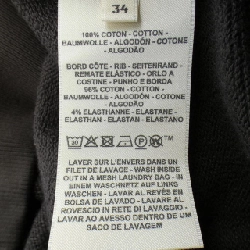 34
100% COTON - COTTON -
BAUMWOLLE - ALGODÓN - COTONE
- ALGODÃO
BORD CÔTE - RIB - SEITENRAND -
REMATE ELÁSTICO - ORLO A
COSTINE - PUNHO E BORDA
98% COTON - COTTON -
BAUMWOLLE - ALGODÓN - COTONE
- ALGODÃO
4% ELASTHANNE - ELASTANE -
ELASTHAN - ELASTAN - ELASTANO
P W
LAVER SUR L'ENVERS DANS UN
FILET DE LAVAGE - WASH INSIDE
OUT IN A MESH LAUNDRY BAG - IN
EINEM WASCHNETZ AUF LINKS
WASCHEN - LAVAR AL REVÉS EN
BOLSA DE LAVADO - LAVARE AL
ROVESCIO IN RETE DI LAVAGGIO -
LAVAR AO AVESSO DENTRO DE UM
SACO DE LAVAGEM